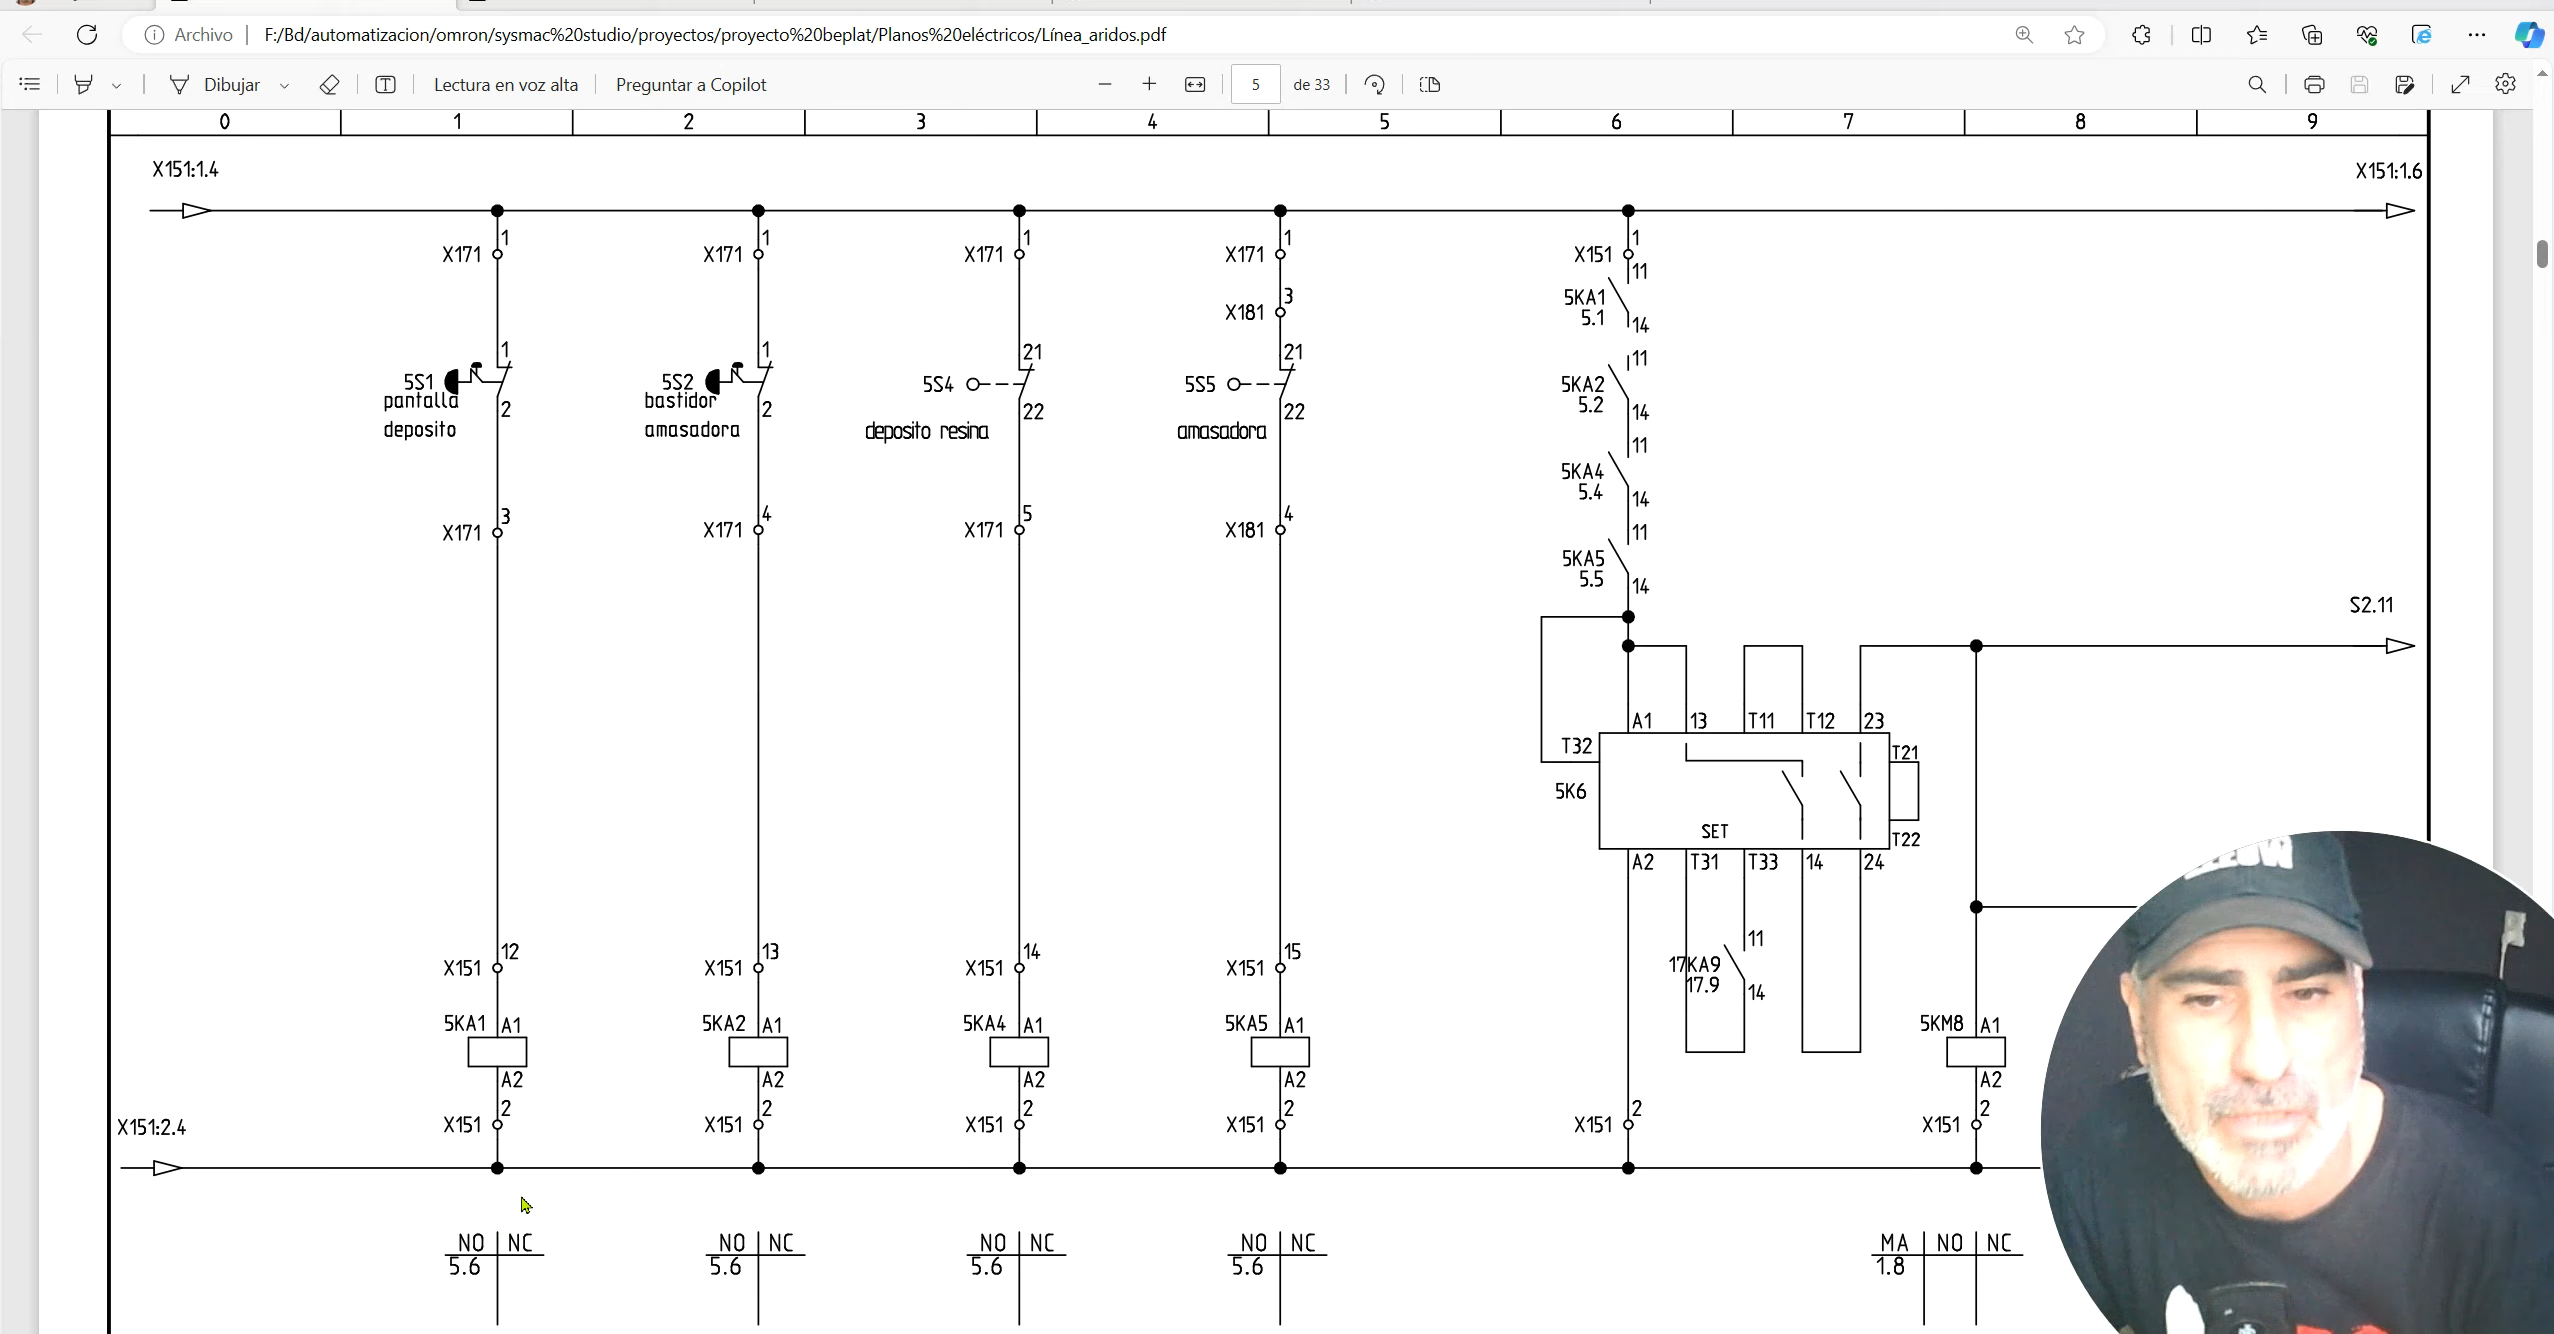 Archivo F:/Bd/automatizacion/omron/sysmac%20studio/proyectos/proyecto%20beplat/Planos%20eléctricos/Línea_aridos.pdf
Dibujar Lectura en voz alta Preguntar a Copilot 5 de 33
0 1 2 3 4 5 6 7 8 9
X151:1.4 X151:1.6
1 1 1 1 1
X171 X171 X171 X171 X151
11
3
X181
5KA1
5.1
14
1 1 21 21 11
5S1 5S2 5S4 5S5 5KA2
pantalla bastidor 5.2
2 2 22 22 14
deposito amasadora deposito resina amasadora
11
5KA4
5.4
14
3 4 5 4
X171 X171 X171 X181
11
5KA5
5.5
14
S2.11
A1 13 T11 T12 23
T32 T21
5K6
SET
T22
A2 T31 T33 14 24
11
17KA9
17.9
14
12 13 14 15
X151 X151 X151 X151
5KA1 A1 5KA2 A1 5KA4 A1 5KA5 A1 5KM8 A1
A2 A2 A2 A2 A2
2 2 2 2 2 2
X151:2.4 X151 X151 X151 X151 X151 X151
NO NC NO NC NO NC NO NC MA NO NC
5.6 5.6 5.6 5.6 1.8